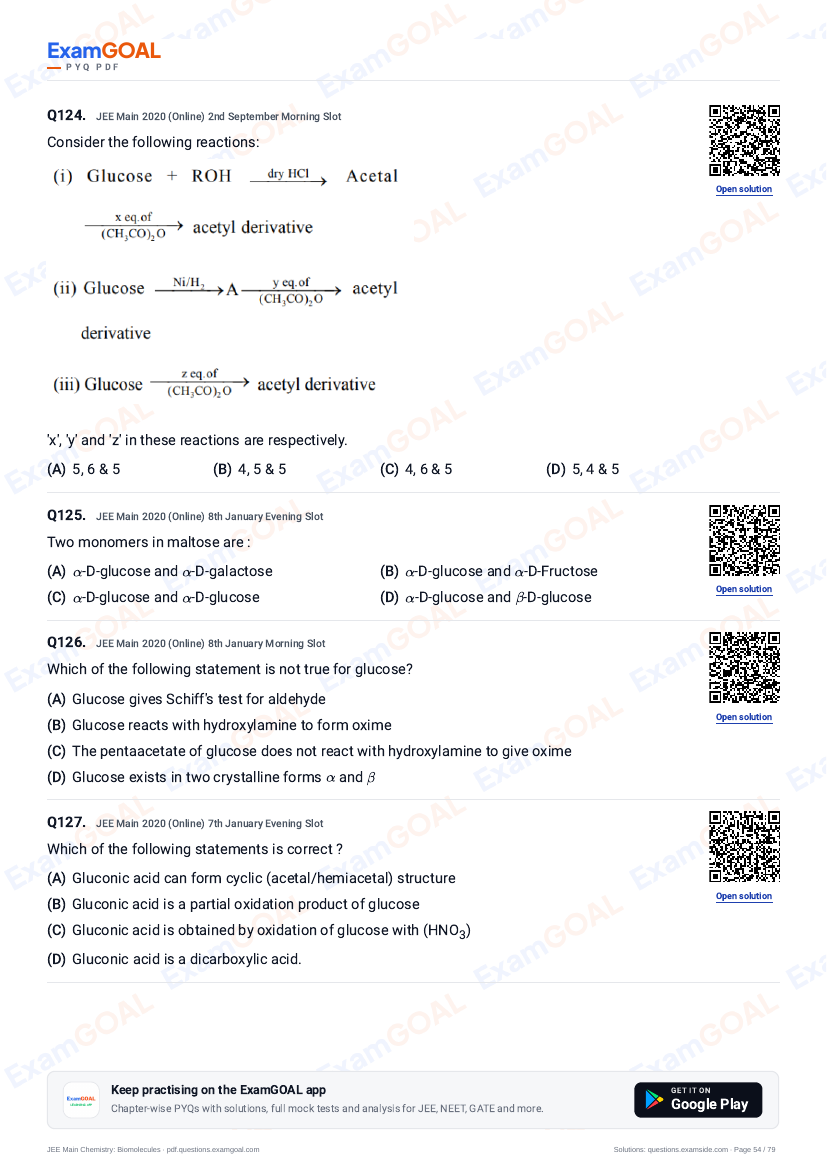 ExamGOAL
PYQ PDF
Q124. JEE Main 2020 (Online) 2nd September Morning Slot
Consider the following reactions:
(i) Glucose + ROH dry HCl → Acetal
x eq.of (CH₃CO)₂O → acetyl derivative
(ii) Glucose Ni/H₂ → A y eq.of (CH₃CO)₂O → acetyl
derivative
(iii) Glucose z eq.of (CH₃CO)₂O → acetyl derivative
'x', 'y' and 'z' in these reactions are respectively.
(A) 5, 6 & 5 (B) 4, 5 & 5 (C) 4, 6 & 5 (D) 5, 4 & 5
Open solution
Q125. JEE Main 2020 (Online) 8th January Evening Slot
Two monomers in maltose are :
(A) α-D-glucose and α-D-galactose (B) α-D-glucose and α-D-Fructose
(C) α-D-glucose and α-D-glucose (D) α-D-glucose and β-D-glucose
Open solution
Q126. JEE Main 2020 (Online) 8th January Morning Slot
Which of the following statement is not true for glucose?
(A) Glucose gives Schiff's test for aldehyde
(B) Glucose reacts with hydroxylamine to form oxime
(C) The pentaacetate of glucose does not react with hydroxylamine to give oxime
(D) Glucose exists in two crystalline forms α and β
Open solution
Q127. JEE Main 2020 (Online) 7th January Evening Slot
Which of the following statements is correct ?
(A) Gluconic acid can form cyclic (acetal/hemiacetal) structure
(B) Gluconic acid is a partial oxidation product of glucose
(C) Gluconic acid is obtained by oxidation of glucose with (HNO₃)
(D) Gluconic acid is a dicarboxylic acid.
Open solution
Keep practising on the ExamGOAL app
Chapter-wise PYQs with solutions, full mock tests and analysis for JEE, NEET, GATE and more.
GET IT ON
Google Play
JEE Main Chemistry: Biomolecules · pdf.questions.examgoal.com
Solutions: questions.examside.com · Page 54 / 79